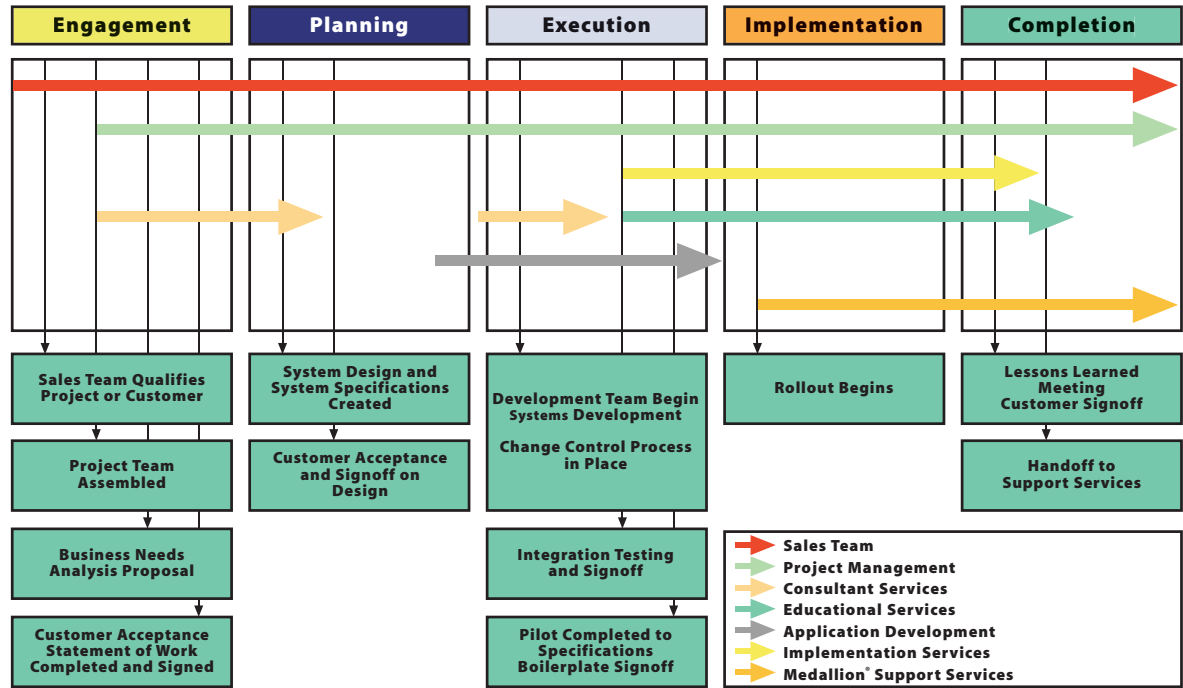 Engagement
Planning
Execution
Implementation
Completion
Sales Team Qualifies
Project or Customer
Project Team
Assembled
Business Needs
Analysis Proposal
Customer Acceptance
Statement of Work
Completed and Signed
System Design and
System Specifications
Created
Customer Acceptance
and Signoff on
Design
Development Team Begin
Systems Development
Change Control Process
in Place
Integration Testing
and Signoff
Pilot Completed to
Specifications
Boilerplate Signoff
Rollout Begins
Lessons Learned
Meeting
Customer Signoff
Handoff to
Support Services
Sales Team
Project Management
Consultant Services
Educational Services
Application Development
Implementation Services
Medallion® Support Services